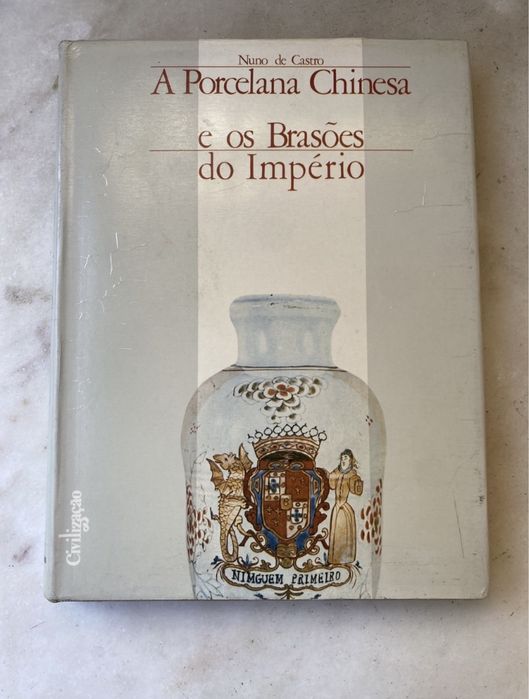 Nuno de Castro
A Porcelana Chinesa
e os Brasões
do Império
NIMGUEM PRIMEIRO
Civilização